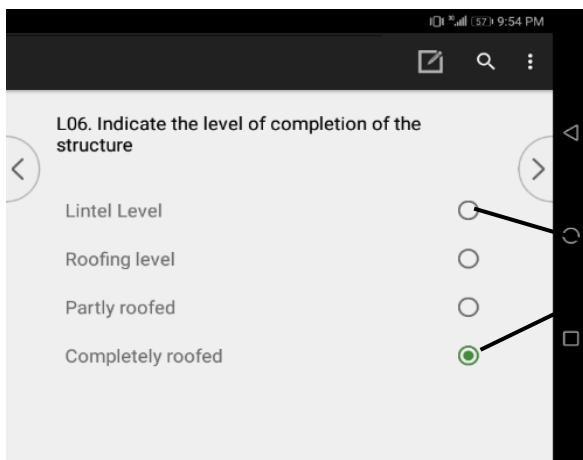 57 9:54 PM
L06. Indicate the level of completion of the
structure
Lintel Level
Roofing level
Partly roofed
Completely roofed